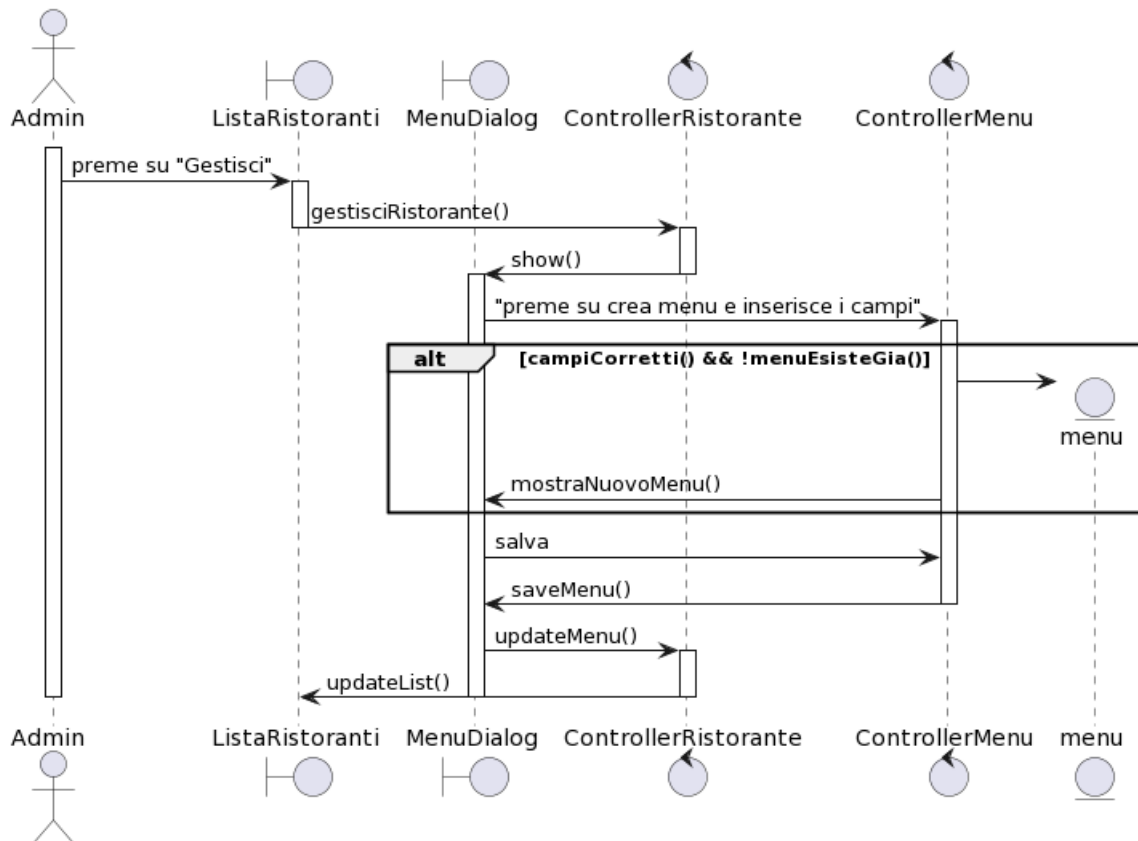 Admin
ListaRistoranti
MenuDialog
ControllerRistorante
ControllerMenu
preme su "Gestisci"
gestisciRistorante()
show()
"preme su crea menu e inserisce i campi"
alt
[campiCorretti() && !menuEsisteGia()]
menu
mostraNuovoMenu()
salva
saveMenu()
updateMenu()
updateList()
Admin
ListaRistoranti
MenuDialog
ControllerRistorante
ControllerMenu
menu